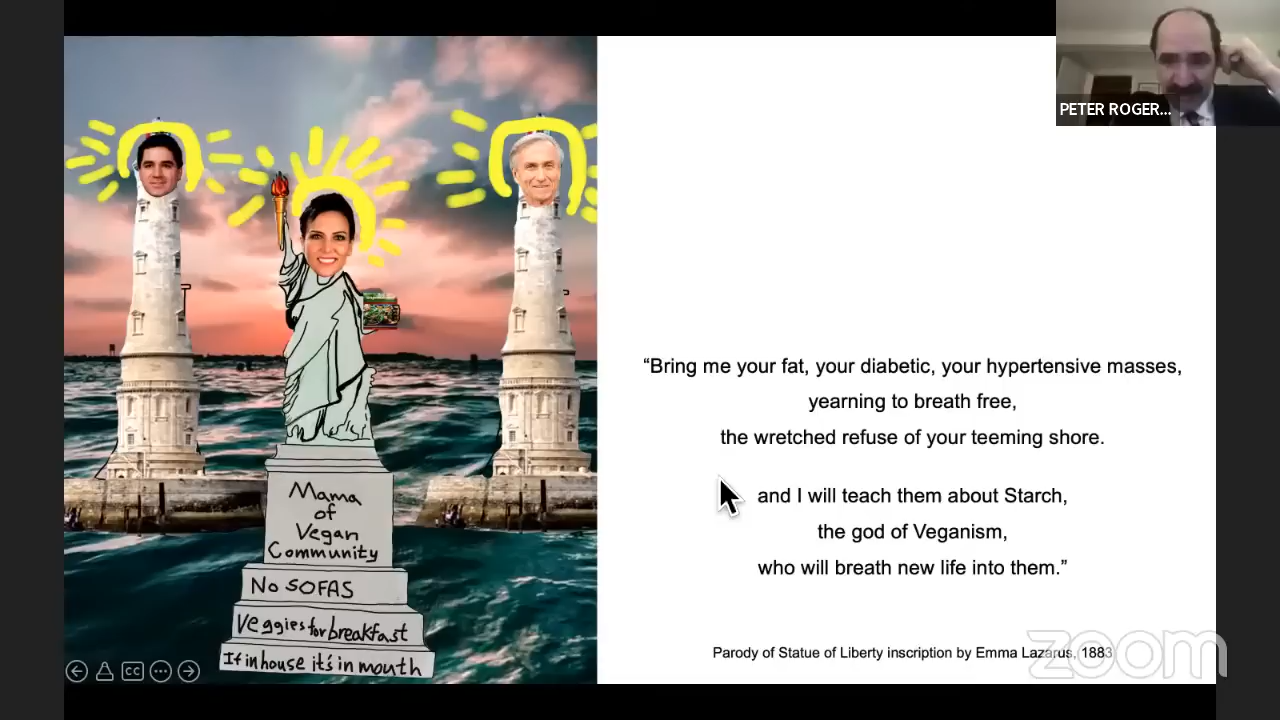 PETER ROGER...
Mama
of
Vegan
Community
No SOFAS
Veggies for breakfast
If in house it's in mouth
“Bring me your fat, your diabetic, your hypertensive masses,
yearning to breath free,
the wretched refuse of your teeming shore.
and I will teach them about Starch,
the god of Veganism,
who will breath new life into them.”
Parody of Statue of Liberty inscription by Emma Lazarus, 1883
zoom
CC